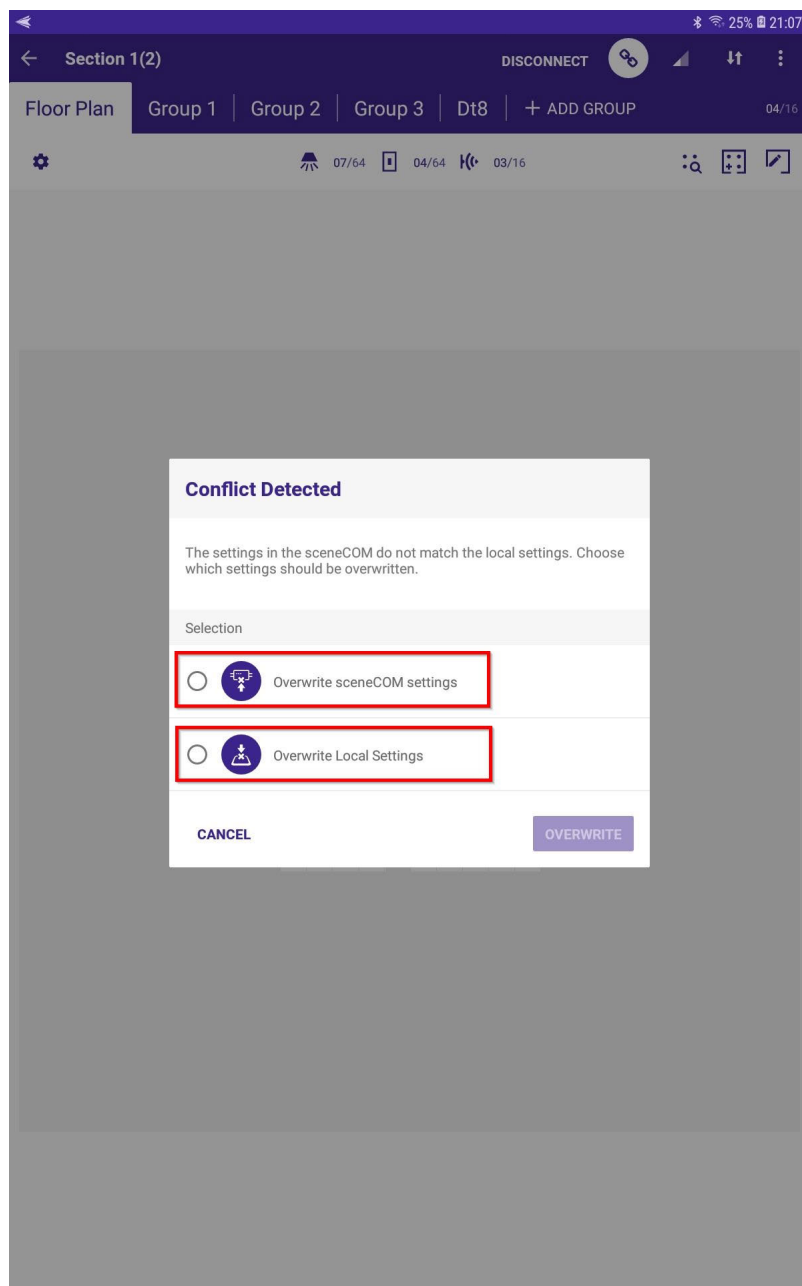 25% 21:07
Section 1(2) DISCONNECT
Floor Plan Group 1 Group 2 Group 3 Dt8 + ADD GROUP 04/16
07/64 04/64 03/16
Conflict Detected
The settings in the sceneCOM do not match the local settings. Choose
which settings should be overwritten.
Selection
Overwrite sceneCOM settings
Overwrite Local Settings
CANCEL OVERWRITE